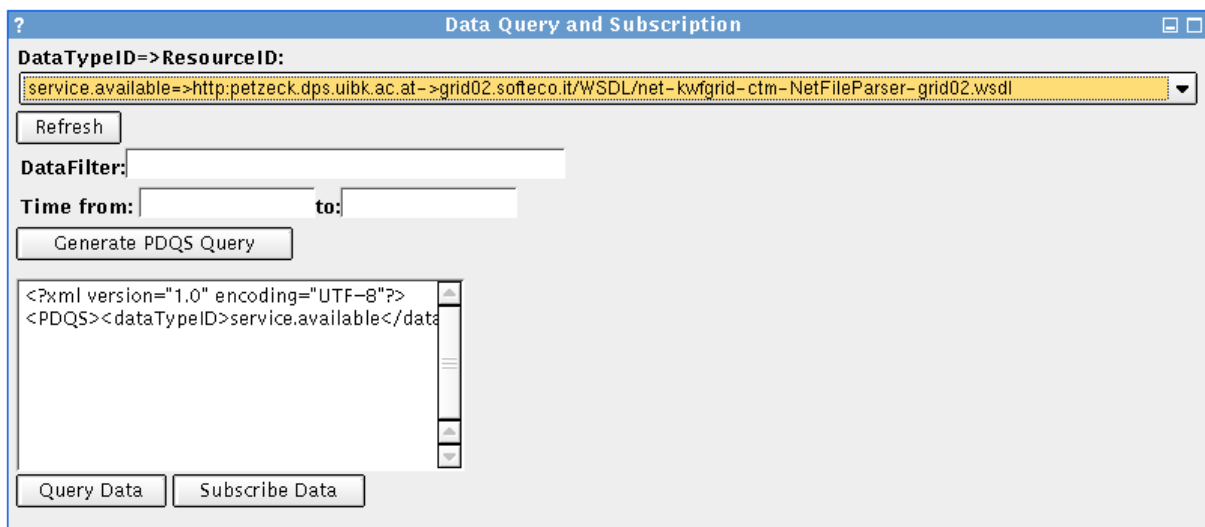 ? Data Query and Subscription
DataTypeID=>ResourceID:
service.available=>http:petzeck.dps.uibk.ac.at->grid02.softeco.it/WSDL/net-kwfgrid-ctm-NetFileParser-grid02.wsdl
Refresh
DataFilter:
Time from: to:
Generate PDQS Query
<?xml version="1.0" encoding="UTF-8"?>
<PDQS><dataTypeID>service.available</data
Query Data Subscribe Data